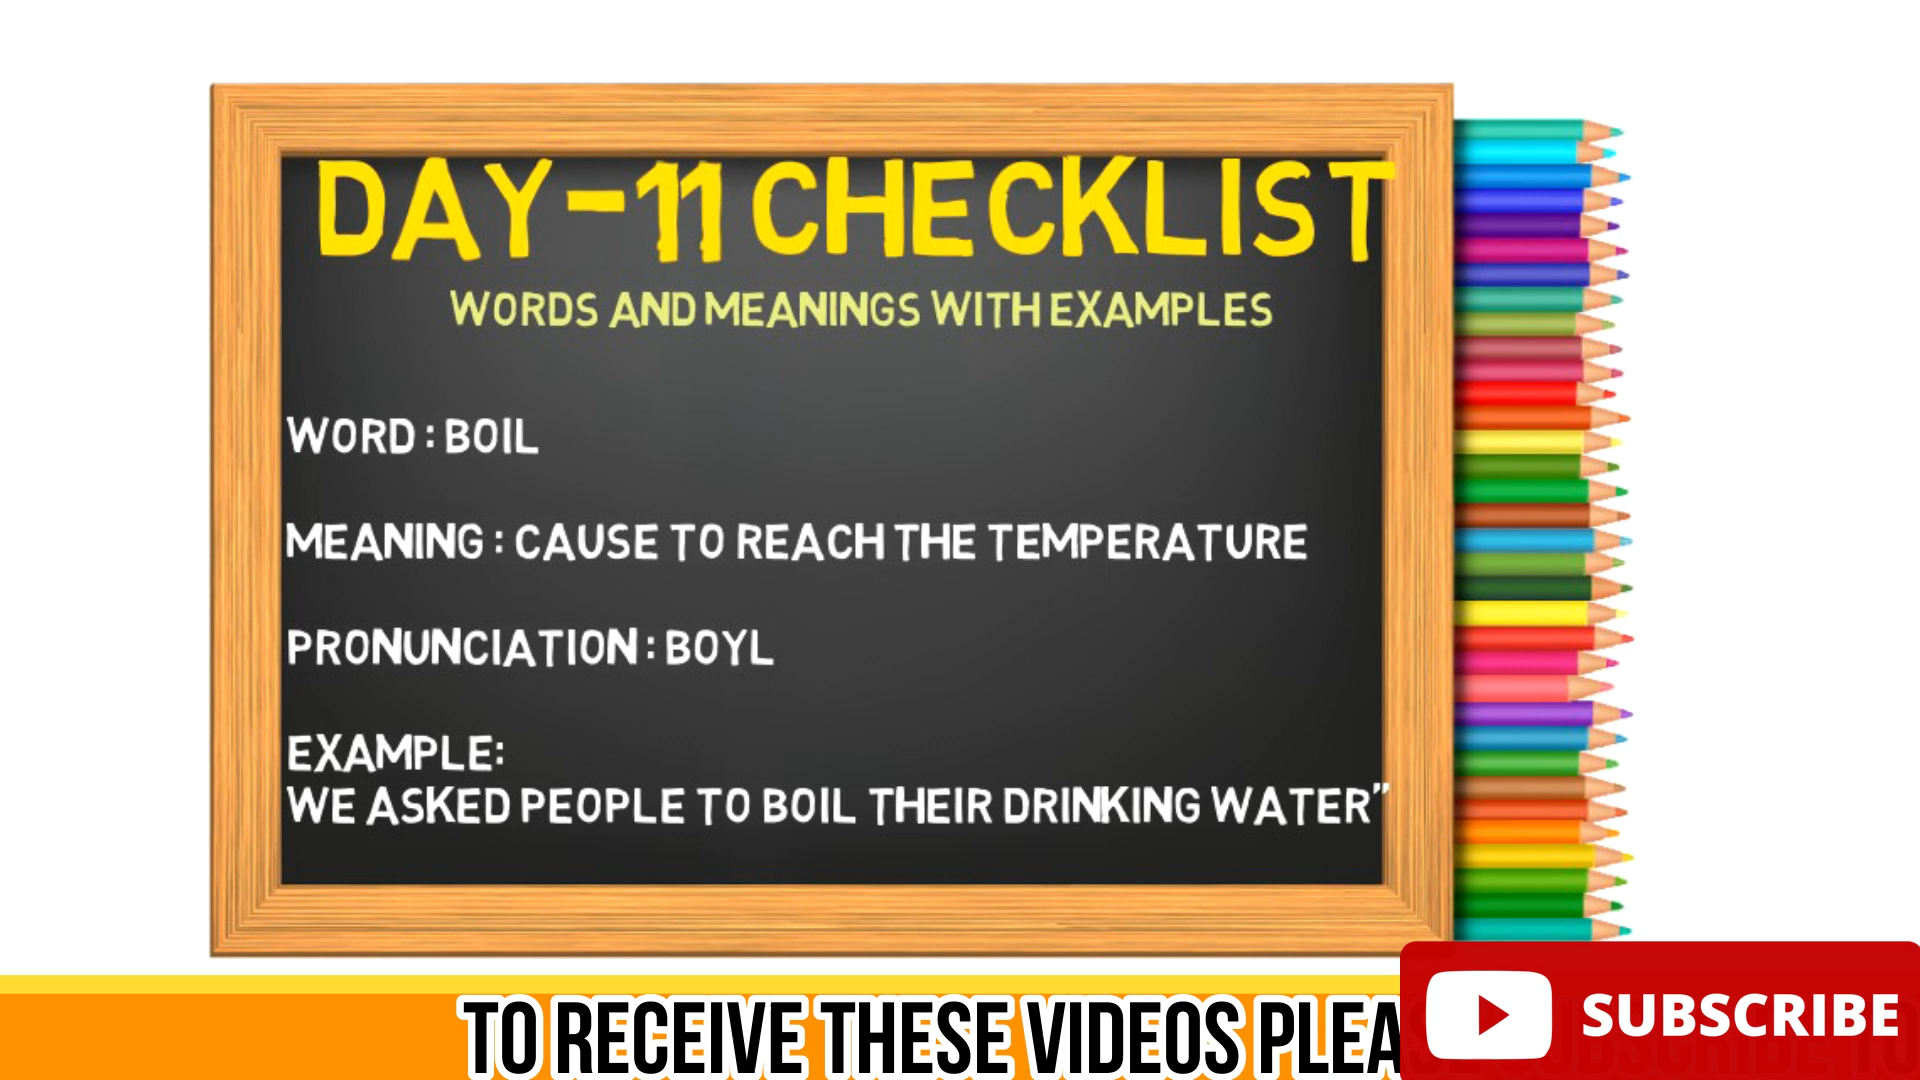 DAY-11 CHECKLIST
WORDS AND MEANINGS WITH EXAMPLES
WORD : BOIL
MEANING : CAUSE TO REACH THE TEMPERATURE
PRONUNCIATION : BOYL
EXAMPLE:
WE ASKED PEOPLE TO BOIL THEIR DRINKING WATER”
TO RECEIVE THESE VIDEOS
SUBSCRIBE